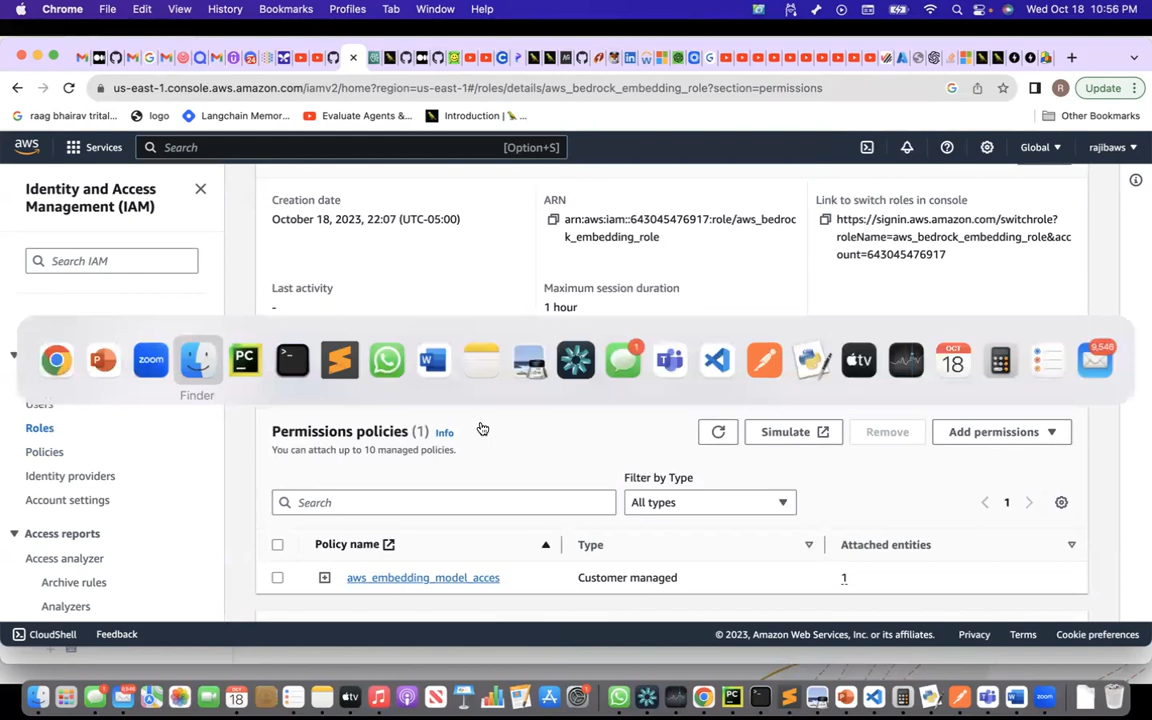 Chrome File Edit View History Bookmarks Profiles Tab Window Help Wed Oct 18 10:56 PM
us-east-1.console.aws.amazon.com/iamv2/home?region=us-east-1#/roles/details/aws_bedrock_embedding_role?section=permissions
R
Update
raag bhairav trital...
logo
Langchain Memor...
Evaluate Agents &...
Introduction | ...
Other Bookmarks
aws
Services
Search
[Option+S]
Global
rajibaws
Identity and Access
Management (IAM)
Search IAM
Creation date
October 18, 2023, 22:07 (UTC-05:00)
ARN
arn:aws:iam::643045476917:role/aws_bedroc
k_embedding_role
Link to switch roles in console
https://signin.aws.amazon.com/switchrole?
roleName=aws_bedrock_embedding_role&acc
ount=643045476917
Last activity
-
Maximum session duration
1 hour
zoom
PC
W
1
tv
OCT
18
9,548
Finder
Users
Roles
Policies
Identity providers
Account settings
Access reports
Access analyzer
Archive rules
Analyzers
Permissions policies (1) Info
You can attach up to 10 managed policies.
Simulate
Remove
Add permissions
Filter by Type
Search
All types
1
Policy name
Type
Attached entities
aws_embedding_model_acces
Customer managed
1
CloudShell
Feedback
© 2023, Amazon Web Services, Inc. or its affiliates.
Privacy
Terms
Cookie preferences